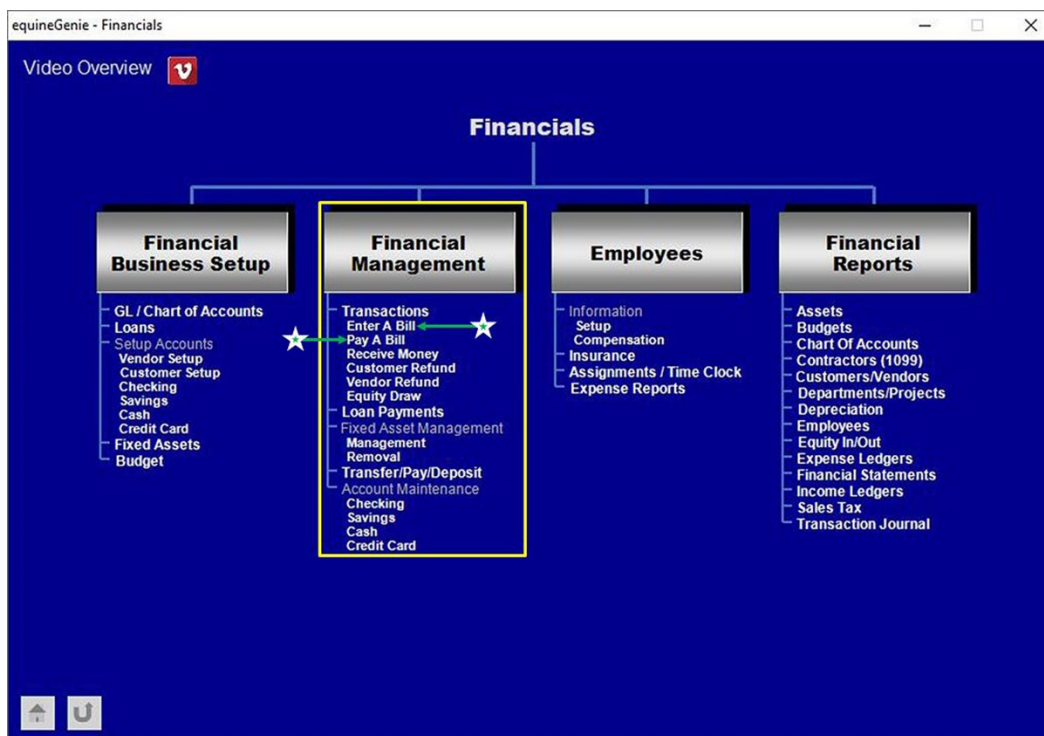 equineGenie - Financials
Video Overview
Financials
Financial
Business Setup
GL / Chart of Accounts
Loans
Setup Accounts
Vendor Setup
Customer Setup
Checking
Savings
Cash
Credit Card
Fixed Assets
Budget
Financial
Management
Transactions
Enter A Bill
Pay A Bill
Receive Money
Customer Refund
Vendor Refund
Equity Draw
Loan Payments
Fixed Asset Management
Management
Removal
Transfer/Pay/Deposit
Account Maintenance
Checking
Savings
Cash
Credit Card
Employees
Information
Setup
Compensation
Insurance
Assignments / Time Clock
Expense Reports
Financial
Reports
Assets
Budgets
Chart Of Accounts
Contractors (1099)
Customers/Vendors
Departments/Projects
Depreciation
Employees
Equity In/Out
Expense Ledgers
Financial Statements
Income Ledgers
Sales Tax
Transaction Journal